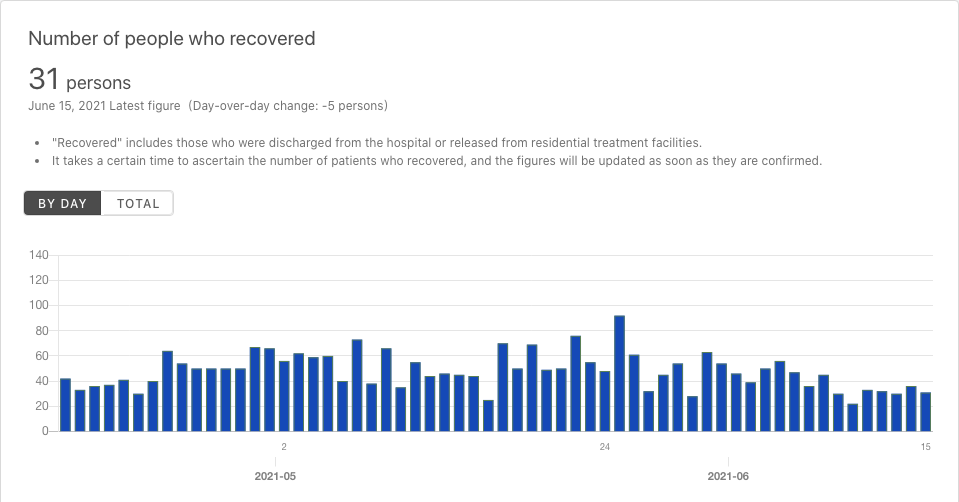 Number of people who recovered
31 persons
June 15, 2021 Latest figure (Day-over-day change: -5 persons)
• "Recovered" includes those who were discharged from the hospital or released from residential treatment facilities.
• It takes a certain time to ascertain the number of patients who recovered, and the figures will be updated as soon as they are confirmed.
BY DAY TOTAL
140
120
100
80
60
40
20
0
2 24 15
2021-05 2021-06